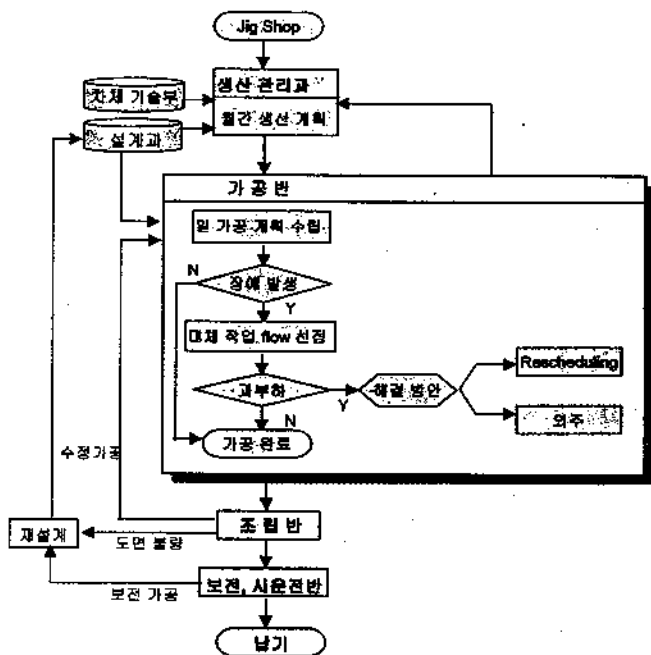 Jig Shop
생산 관리과
차체 기술부
월간 생산 계획
설계과
가 공 반
일 가공 계획 수립
N
장애 발생
Y
대체 작업 flow 선정
Rescheduling
과부하
해결 방안
Y
N
외주
가공 완료
수정가공
조 립 반
재설계
도면 불량
보전, 시운전반
보전 가공
납기